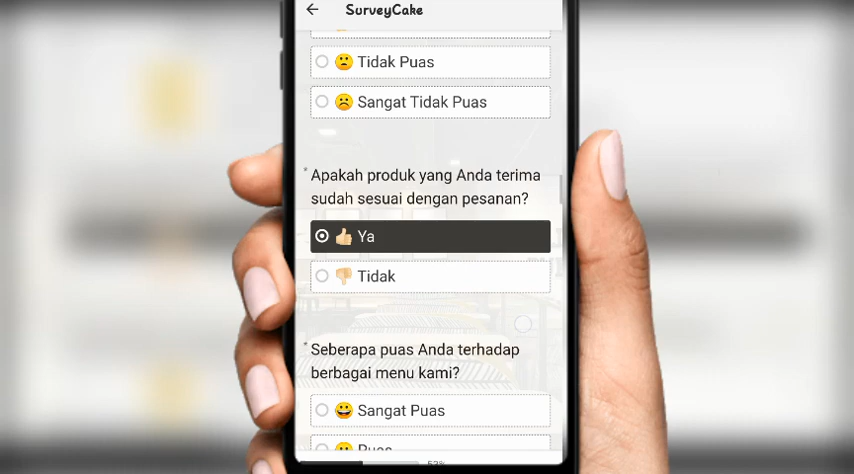 SurveyCake
Tidak Puas
Sangat Tidak Puas
* Apakah produk yang Anda terima
sudah sesuai dengan pesanan?
Ya
Tidak
* Seberapa puas Anda terhadap
berbagai menu kami?
Sangat Puas
Puas